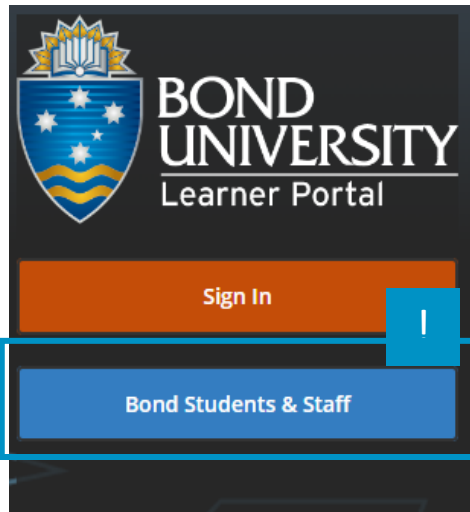 BOND
UNIVERSITY
Learner Portal
Sign In
!
Bond Students & Staff